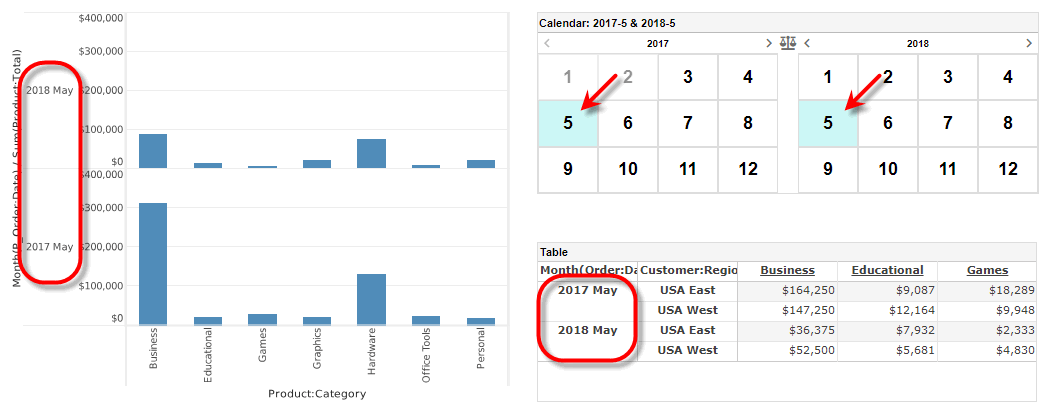 Month(B_Order:Date) / Sum(Product:Total)
$400,000
$300,000
2018 May
$200,000
$100,000
$0
$400,000
$300,000
2017 May
$200,000
$100,000
$0
Business
Educational
Games
Graphics
Hardware
Office Tools
Personal
Product:Category
Calendar: 2017-5 & 2018-5
2017
2018
1 2 3 4
5 6 7 8
9 10 11 12
1 2 3 4
5 6 7 8
9 10 11 12
Table
Month(Order:Da Customer:Regio Business Educational Games
2017 May USA East $164,250 $9,087 $18,289
USA West $147,250 $12,164 $9,948
2018 May USA East $36,375 $7,932 $2,333
USA West $52,500 $5,681 $4,830